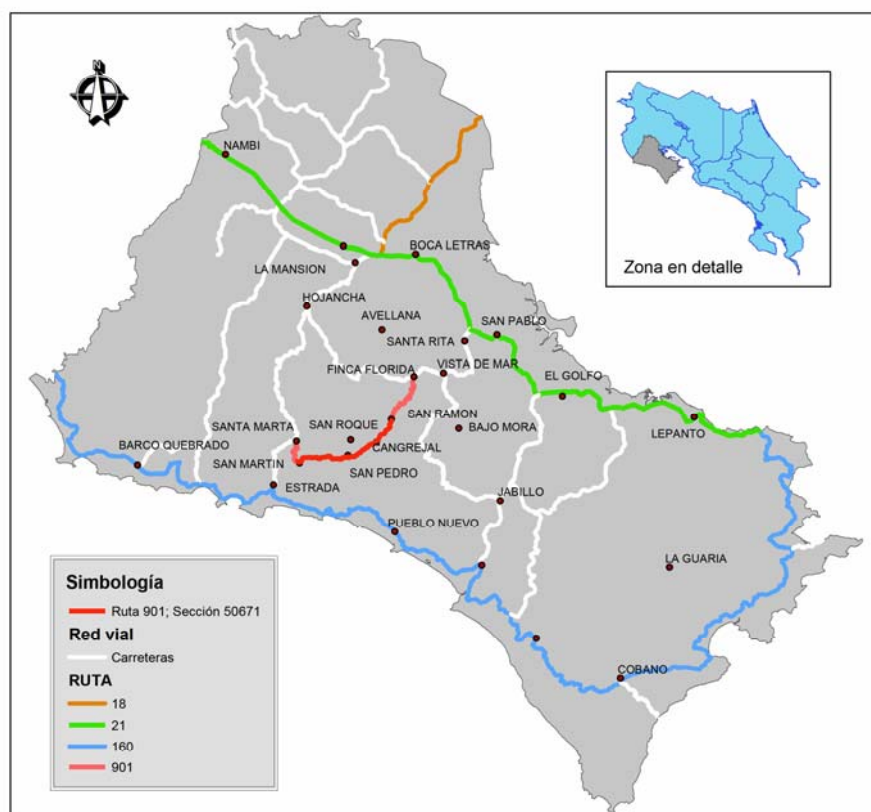 N
NAMBI
BOCA LETRAS
LA MANSION
HOJANCHA
AVELLANA
SANTA RITA
SAN PABLO
FINCA FLORIDA
VISTA DE MAR
EL GOLFO
SANTA MARTA
SAN ROQUE
SAN RAMON
BAJO MORA
LEPANTO
BARCO QUEBRADO
SAN MARTIN
CANGREJAL
SAN PEDRO
ESTRADA
JABILLO
PUEBLO NUEVO
LA GUARIA
COBANO
Zona en detalle
Simbología
Ruta 901; Sección 50671
Red vial
Carreteras
RUTA
18
21
160
901